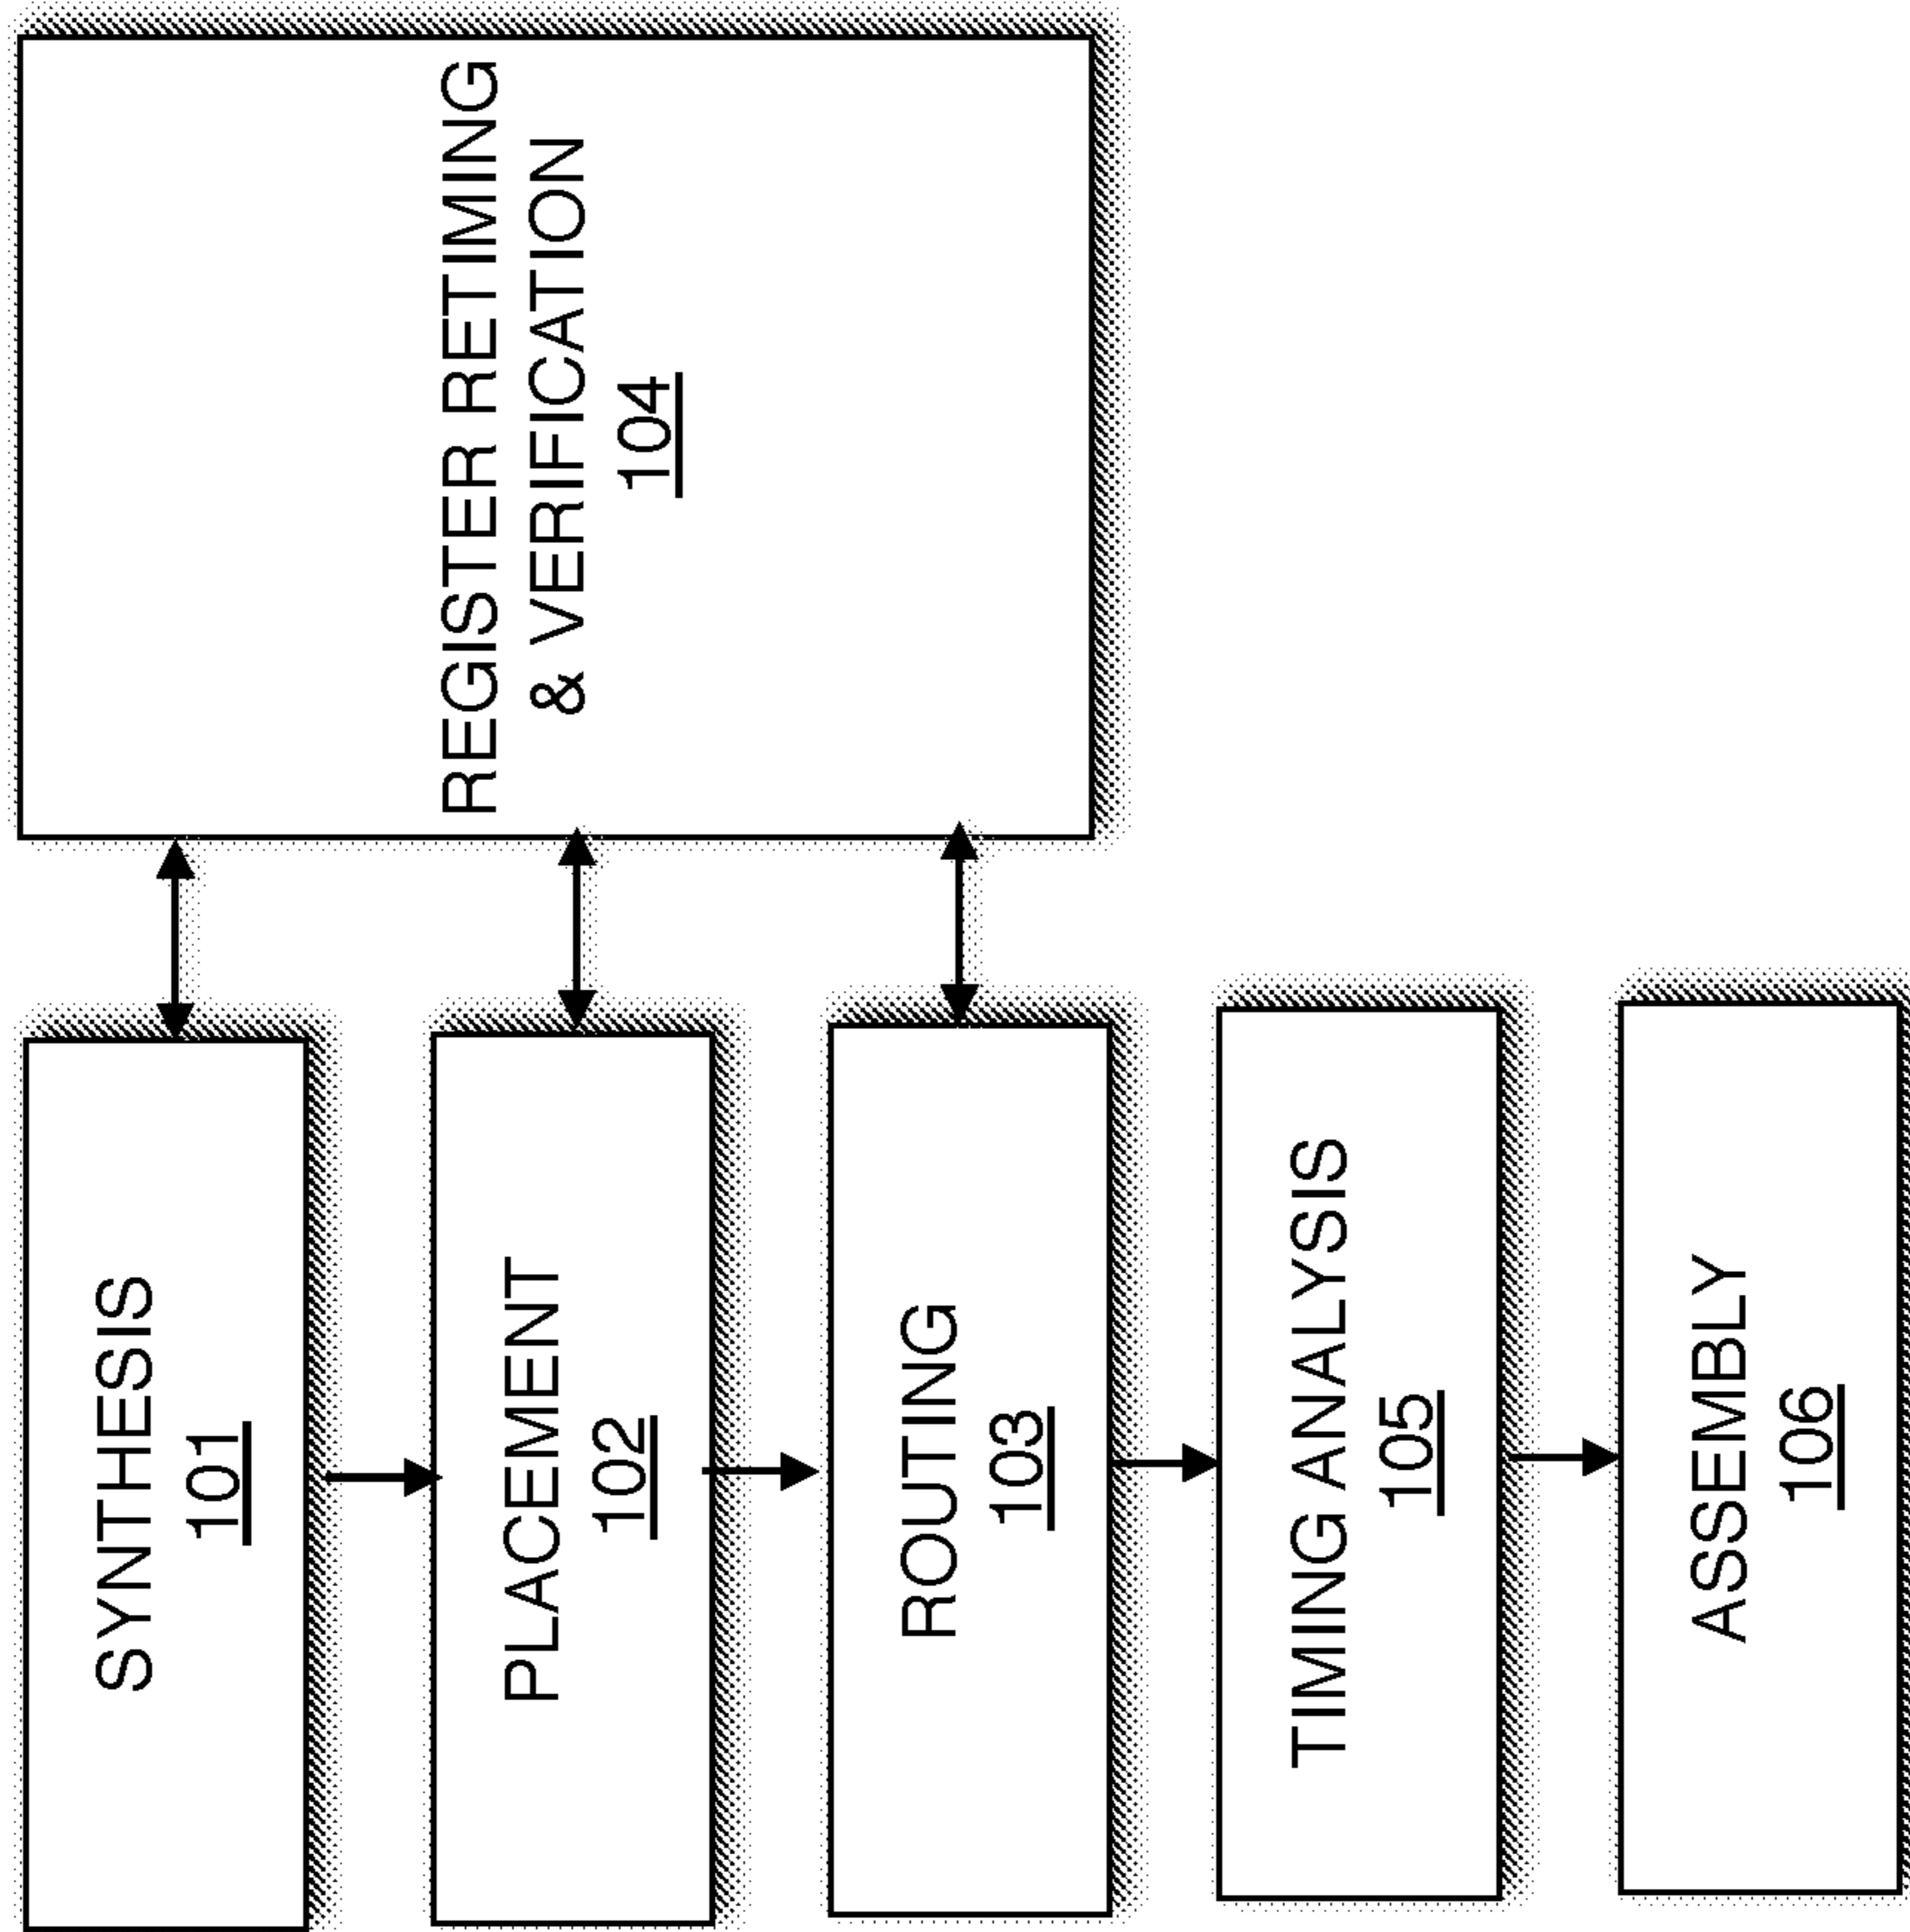 SYNTHESIS
101
PLACEMENT
102
ROUTING
103
REGISTER RETIMING
& VERIFICATION
104
TIMING ANALYSIS
105
ASSEMBLY
106